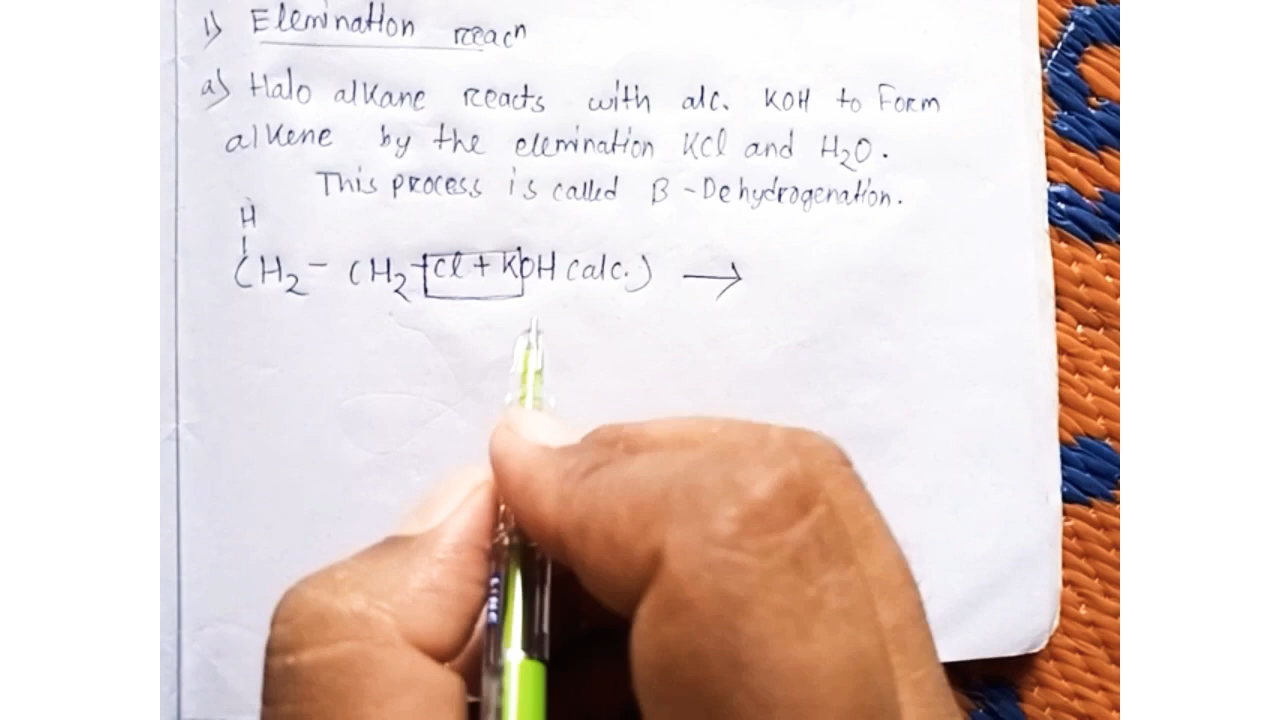 1) Elemination reacn
a) Halo alkane reacts with alc. KOH to Form
alkene by the elemination KCl and H2O.
This process is called B-Dehydrogenation.
H
CH2 - CH2 - Cl + KOH calc.) →